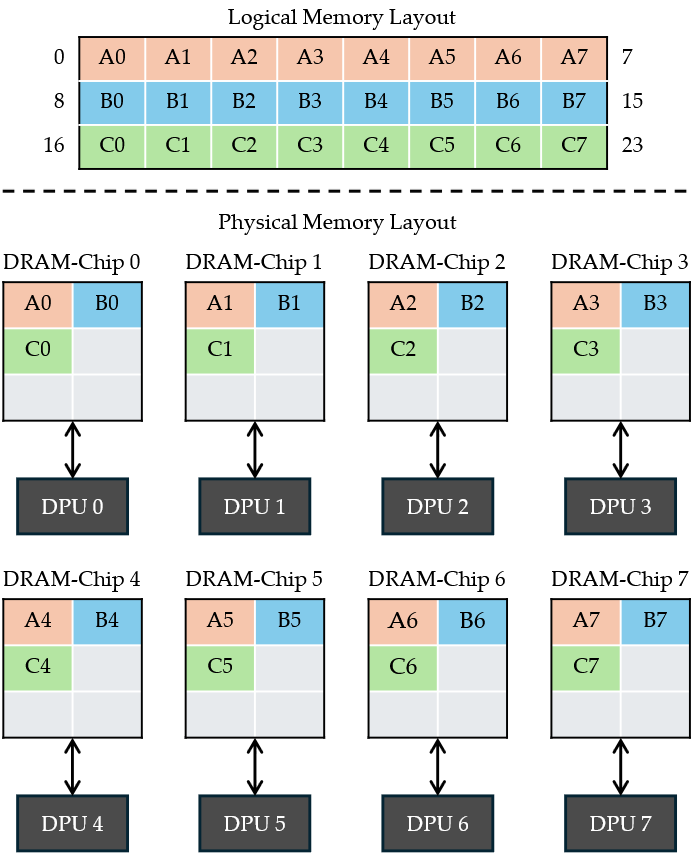 Logical Memory Layout
0 A0 A1 A2 A3 A4 A5 A6 A7 7
8 B0 B1 B2 B3 B4 B5 B6 B7 15
16 C0 C1 C2 C3 C4 C5 C6 C7 23
Physical Memory Layout
DRAM-Chip 0 DRAM-Chip 1 DRAM-Chip 2 DRAM-Chip 3
A0 B0 A1 B1 A2 B2 A3 B3
C0 C1 C2 C3
DPU 0 DPU 1 DPU 2 DPU 3
DRAM-Chip 4 DRAM-Chip 5 DRAM-Chip 6 DRAM-Chip 7
A4 B4 A5 B5 A6 B6 A7 B7
C4 C5 C6 C7
DPU 4 DPU 5 DPU 6 DPU 7